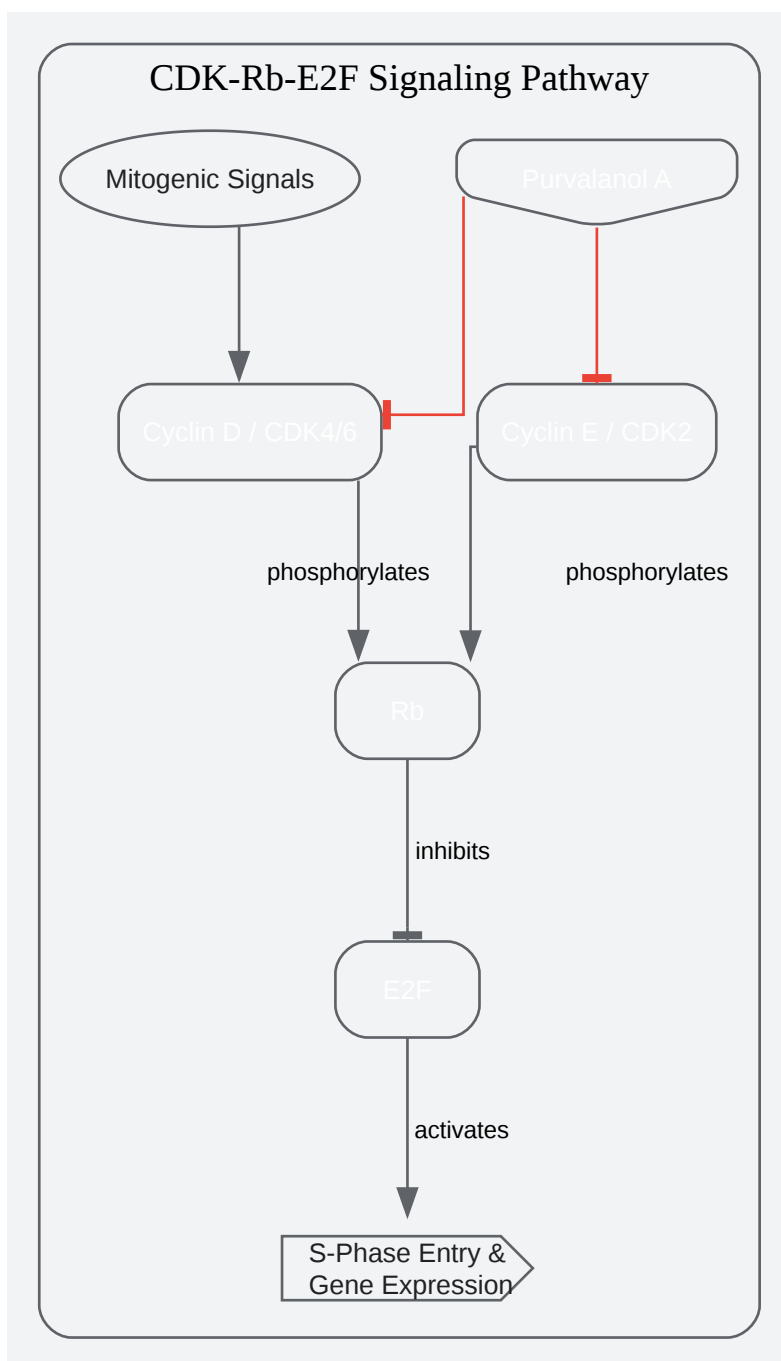 CDK-Rb-E2F Signaling Pathway
Mitogenic Signals
Purvalanol A
Cyclin D / CDK4/6
Cyclin E / CDK2
phosphorylates
phosphorylates
Rb
inhibits
E2F
activates
S-Phase Entry &
Gene Expression